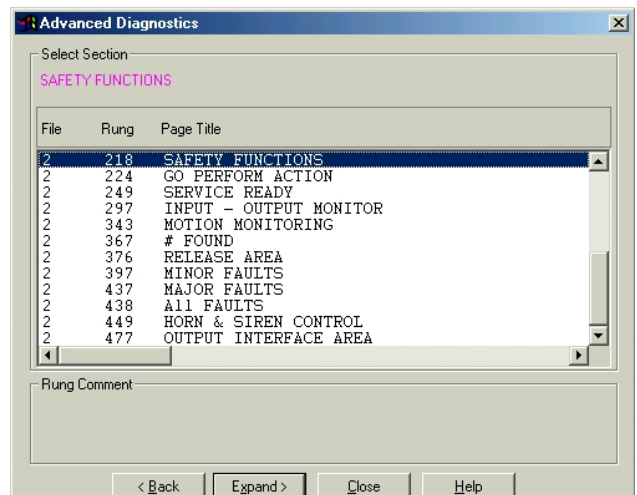 Advanced Diagnostics
Select Section
SAFETY FUNCTIONS
File Rung Page Title
2 218 SAFETY FUNCTIONS
2 224 GO PERFORM ACTION
2 249 SERVICE READY
2 297 INPUT - OUTPUT MONITOR
2 343 MOTION MONITORING
2 367 # FOUND
2 376 RELEASE AREA
2 397 MINOR FAULTS
2 437 MAJOR FAULTS
2 438 All FAULTS
2 449 HORN & SIREN CONTROL
2 477 OUTPUT INTERFACE AREA
Rung Comment
< Back Expand > Close Help